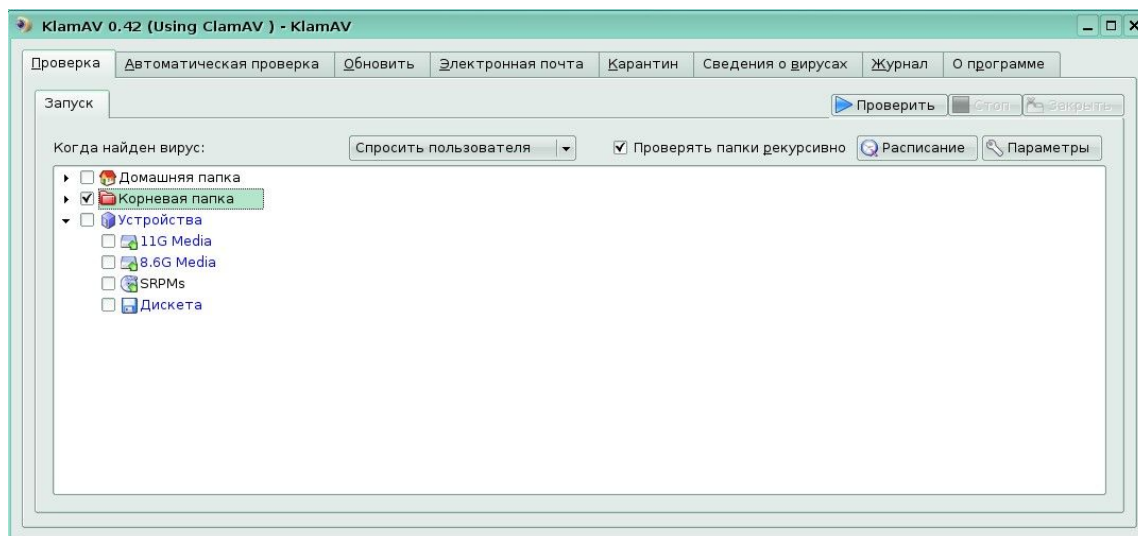 KlamAV 0.42 (Using ClamAV ) - KlamAV
Проверка Автоматическая проверка Обновить Электронная почта Карантин Сведения о вирусах Журнал О программе
Запуск Проверить Стоп Закрыть
Когда найден вирус: Спросить пользователя Проверять папки рекурсивно Расписание Параметры
Домашняя папка
Корневая папка
Устройства
11G Media
8.6G Media
SRPMs
Дискета